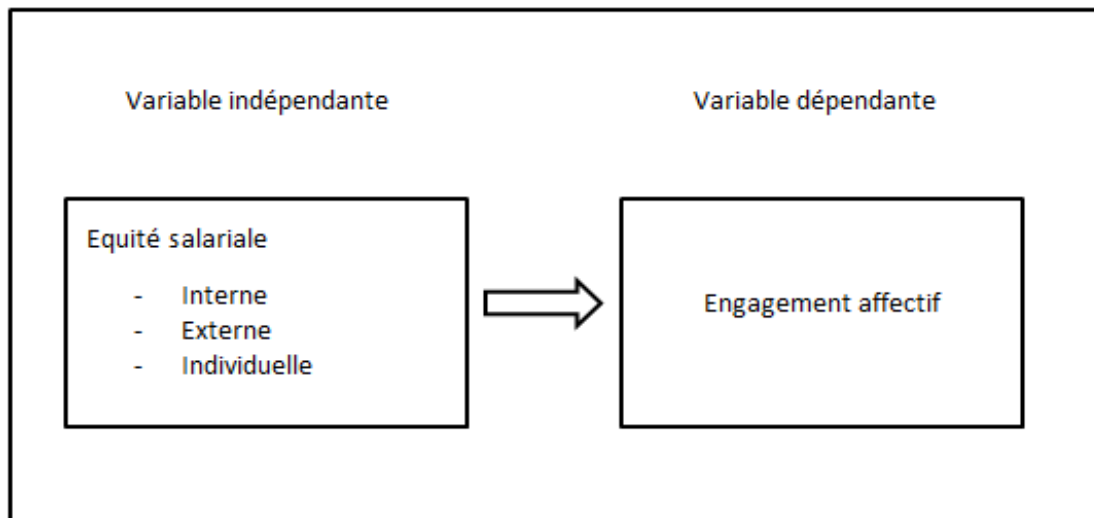 Variable indépendante
Variable dépendante
Equité salariale
- Interne
- Externe
- Individuelle
Engagement affectif